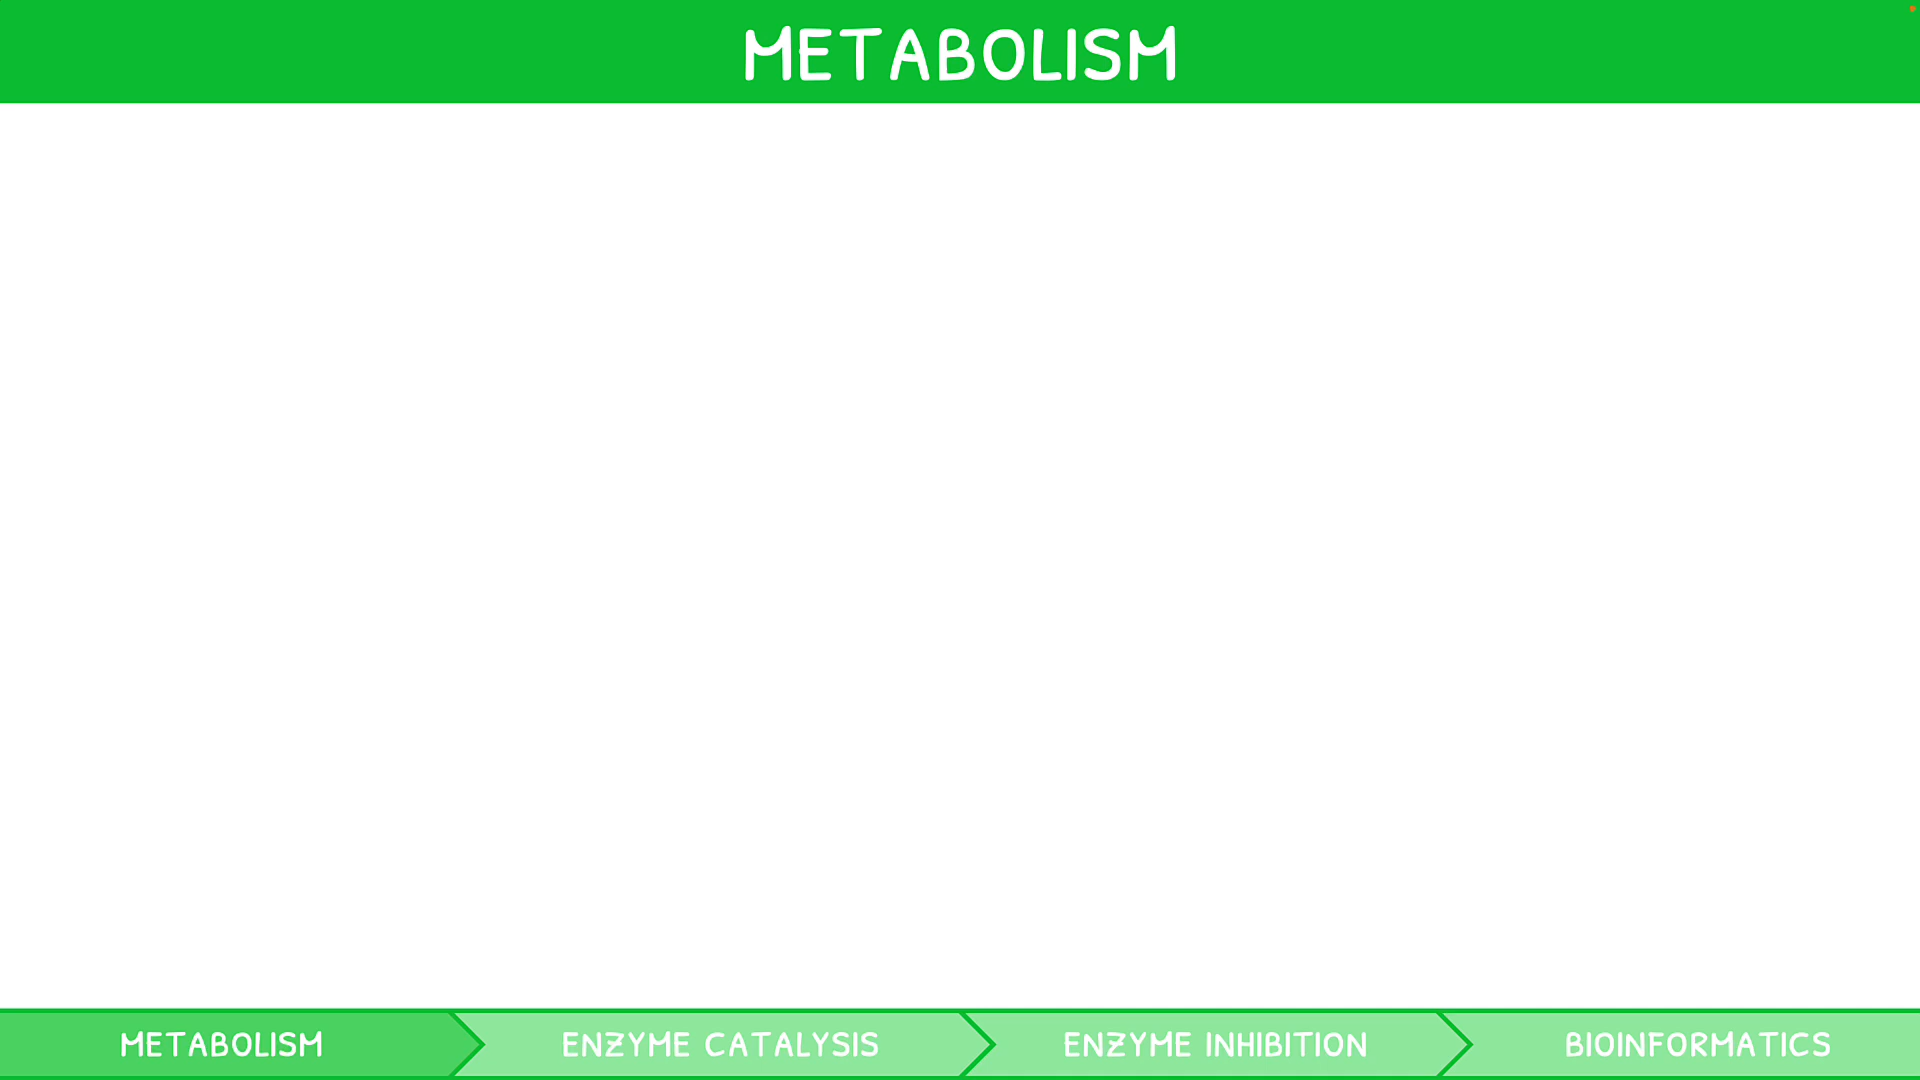 METABOLISM
METABOLISM
ENZYME CATALYSIS
ENZYME INHIBITION
BIOINFORMATICS